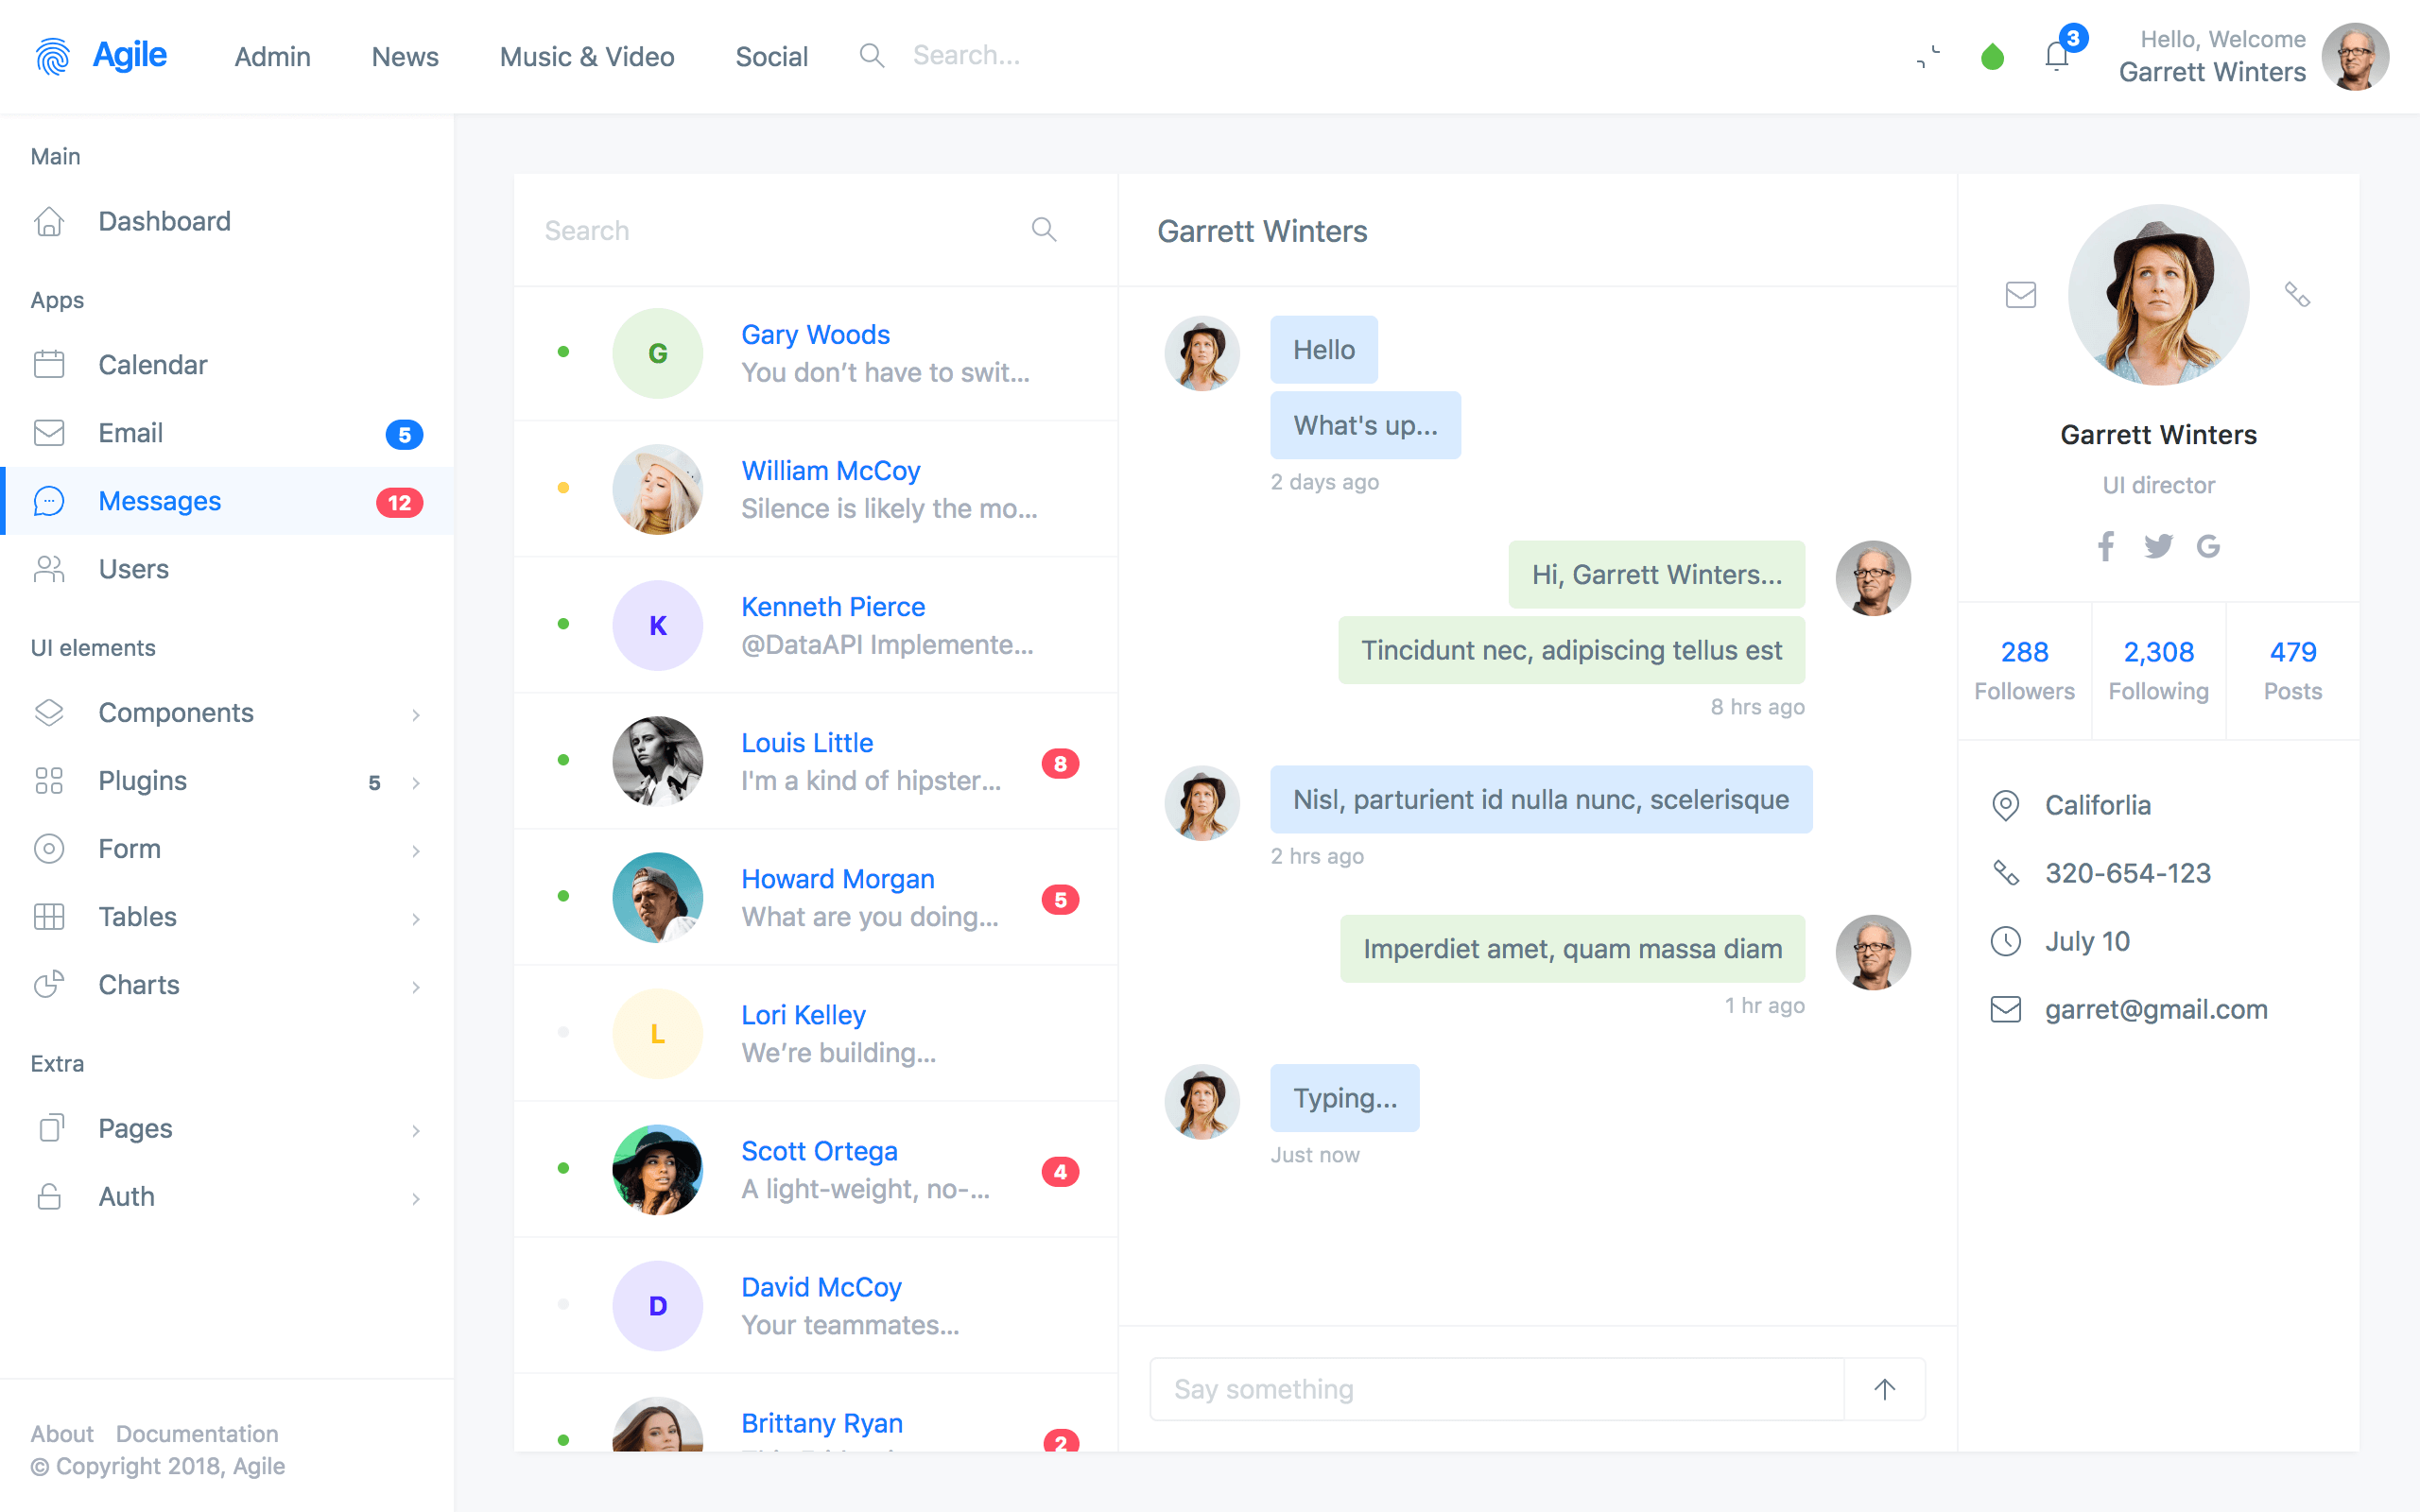 Agile
Admin
News
Music & Video
Social
Search...
3
Hello, Welcome
Garrett Winters
Main
Dashboard
Apps
Calendar
Email
5
Messages
12
Users
UI elements
Components
Plugins
5
Form
Tables
Charts
Extra
Pages
Auth
About
Documentation
© Copyright 2018, Agile
Search
G
Gary Woods
You don’t have to swit...
William McCoy
Silence is likely the mo...
K
Kenneth Pierce
@DataAPI Implemente...
Louis Little
I'm a kind of hipster...
8
Howard Morgan
What are you doing...
5
L
Lori Kelley
We’re building...
Scott Ortega
A light-weight, no-...
4
D
David McCoy
Your teammates...
Brittany Ryan
2
Garrett Winters
Hello
What's up...
2 days ago
Hi, Garrett Winters...
Tincidunt nec, adipiscing tellus est
8 hrs ago
Nisl, parturient id nulla nunc, scelerisque
2 hrs ago
Imperdiet amet, quam massa diam
1 hr ago
Typing...
Just now
Say something
Garrett Winters
UI director
288
Followers
2,308
Following
479
Posts
Califorlia
320-654-123
July 10
garret@gmail.com